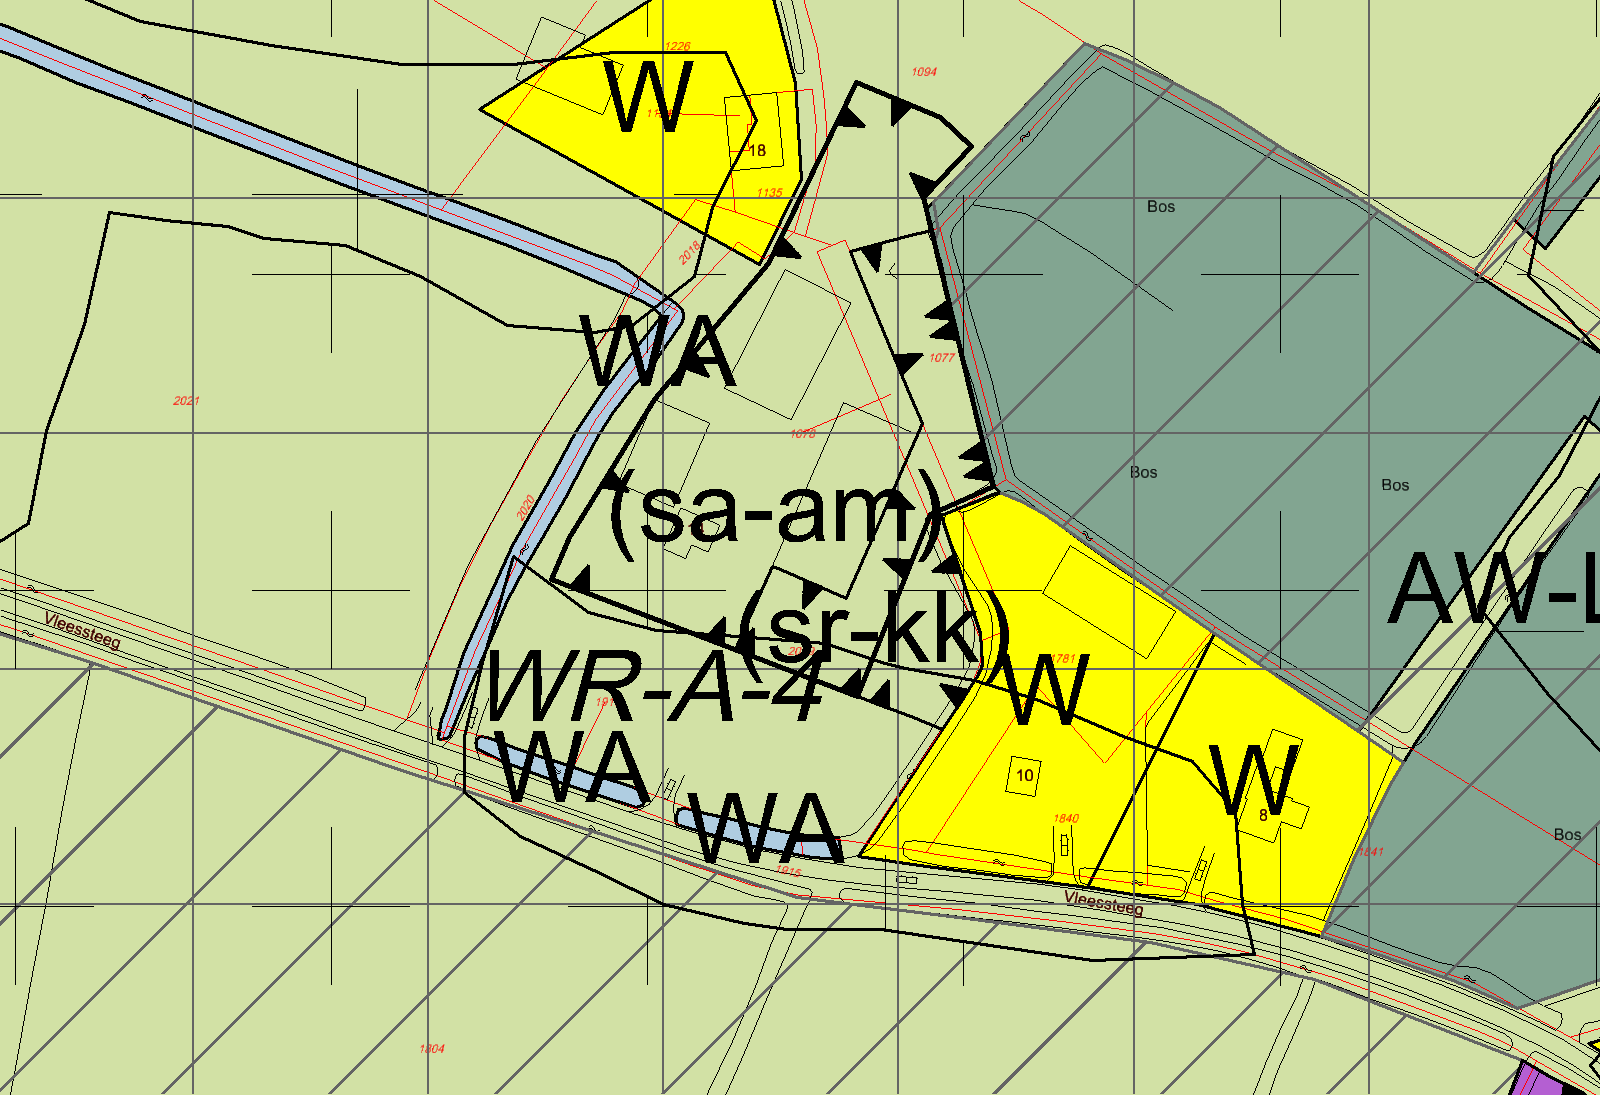 1226
1094
W
18
1135
2018
WA
1077
2021
1078
Bos
Bos
Bos
(sa-am)
2020
AW-L
Vleessteeg
(sr-kk)
W
1781
WR-A-4
WA
W
10
8
WA
1840
Bos
1841
1915
Vleessteeg
1804